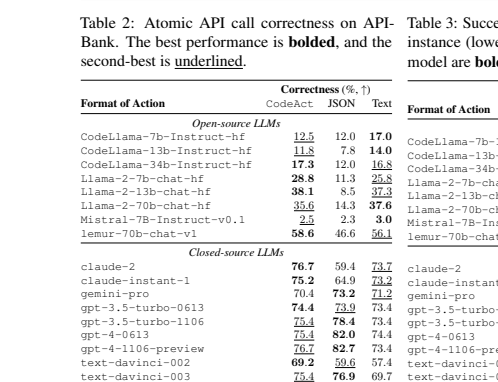 Table 2: Atomic API call correctness on API-
Bank. The best performance is bolded, and the
second-best is underlined.
Correctness (%, ↑)
Format of Action CodeAct JSON Text
Open-source LLMs
CodeLlama-7b-Instruct-hf 12.5 12.0 17.0
CodeLlama-13b-Instruct-hf 11.8 7.8 14.0
CodeLlama-34b-Instruct-hf 17.3 12.0 16.8
Llama-2-7b-chat-hf 28.8 11.3 25.8
Llama-2-13b-chat-hf 38.1 8.5 37.3
Llama-2-70b-chat-hf 35.6 14.3 37.6
Mistral-7B-Instruct-v0.1 2.5 2.3 3.0
lemur-70b-chat-v1 58.6 46.6 56.1
Closed-source LLMs
claude-2 76.7 59.4 73.7
claude-instant-1 75.2 64.9 73.2
gemini-pro 70.4 73.2 71.2
gpt-3.5-turbo-0613 74.4 73.9 73.4
gpt-3.5-turbo-1106 75.4 78.4 73.4
gpt-4-0613 75.4 82.0 74.4
gpt-4-1106-preview 76.7 82.7 73.4
text-davinci-002 69.2 59.6 57.4
text-davinci-003 75.4 76.9 69.7
Table 3: Succe
instance (lowe
model are bold
Format of Action
CodeLlama-7b-I
CodeLlama-13b-
CodeLlama-34b-
Llama-2-7b-cha
Llama-2-13b-ch
Llama-2-70b-ch
Mistral-7B-Ins
lemur-70b-chat
claude-2
claude-instant
gemini-pro
gpt-3.5-turbo-
gpt-3.5-turbo-
gpt-4-0613
gpt-4-1106-pre
text-davinci-0
text-davinci-0